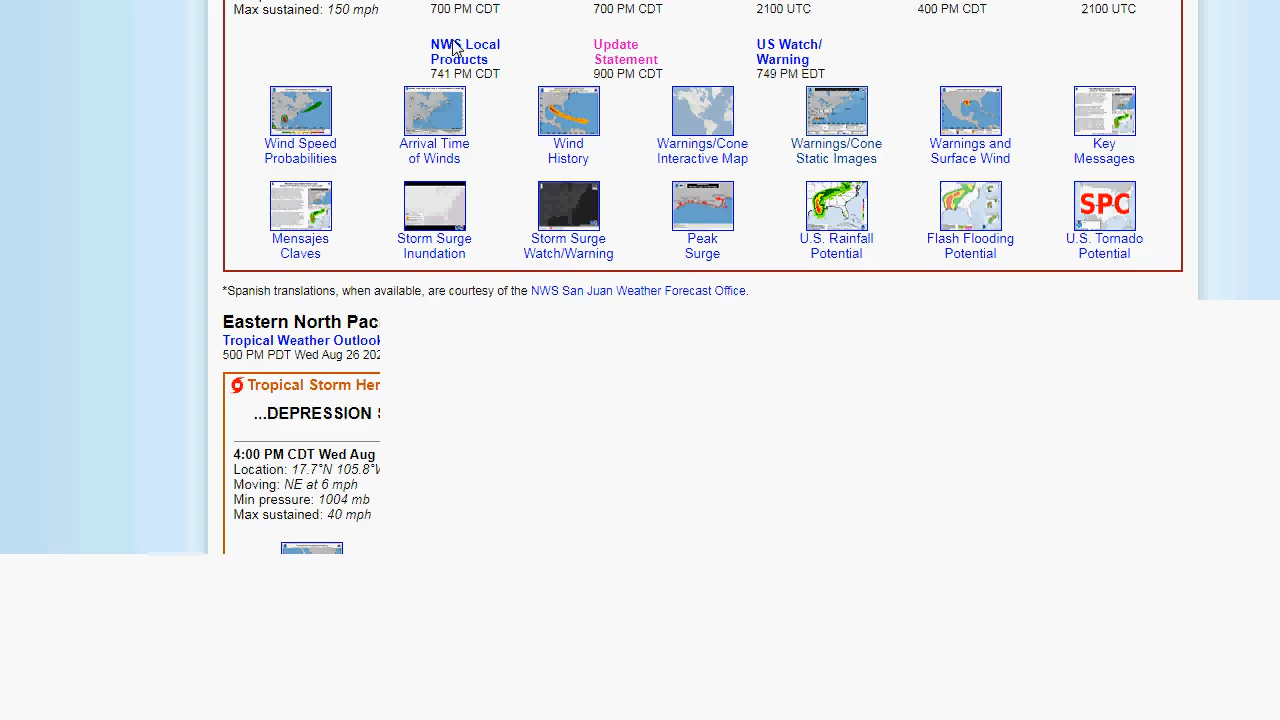 Max sustained: 150 mph 700 PM CDT 700 PM CDT 2100 UTC 400 PM CDT 2100 UTC
NWS Local Products
741 PM CDT
Update Statement
900 PM CDT
US Watch/ Warning
749 PM EDT
Wind Speed Probabilities
Arrival Time of Winds
Wind History
Warnings/Cone Interactive Map
Warnings/Cone Static Images
Warnings and Surface Wind
Key Messages
Mensajes Claves
Storm Surge Inundation
Storm Surge Watch/Warning
Peak Surge
U.S. Rainfall Potential
Flash Flooding Potential
SPC
U.S. Tornado Potential
*Spanish translations, when available, are courtesy of the NWS San Juan Weather Forecast Office.
Eastern North Pac
Tropical Weather Outlook
500 PM PDT Wed Aug 26 202
Tropical Storm Her
...DEPRESSION
4:00 PM CDT Wed Aug
Location: 17.7°N 105.8°
Moving: NE at 6 mph
Min pressure: 1004 mb
Max sustained: 40 mph